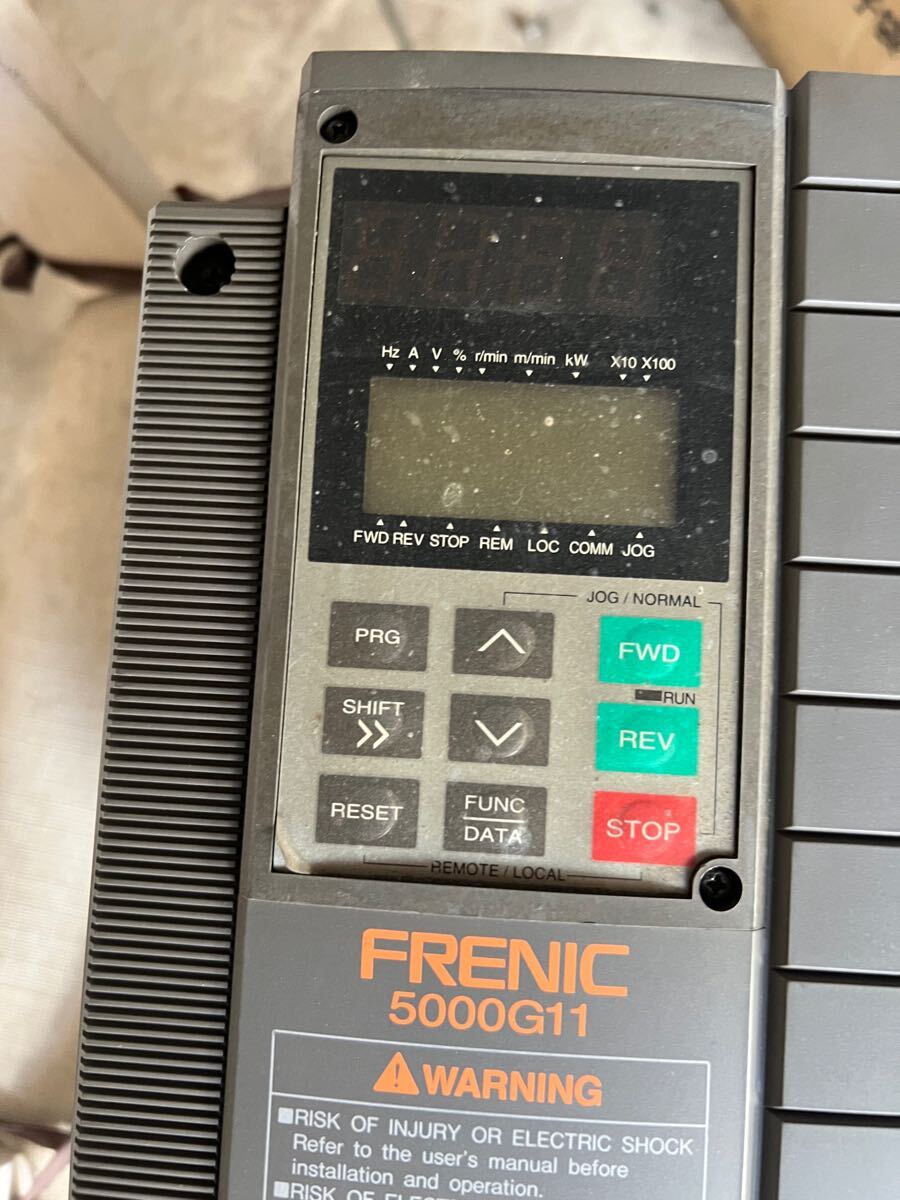 Hz A V % r/min m/min kW X10 X100
FWD REV STOP REM LOC COMM JOG
JOG / NORMAL
PRG
FWD
RUN
SHIFT
REV
RESET
FUNC
DATA
STOP
REMOTE / LOCAL
FRENIC
5000G11
WARNING
RISK OF INJURY OR ELECTRIC SHOCK
Refer to the user's manual before
installation and operation.
RISK OF